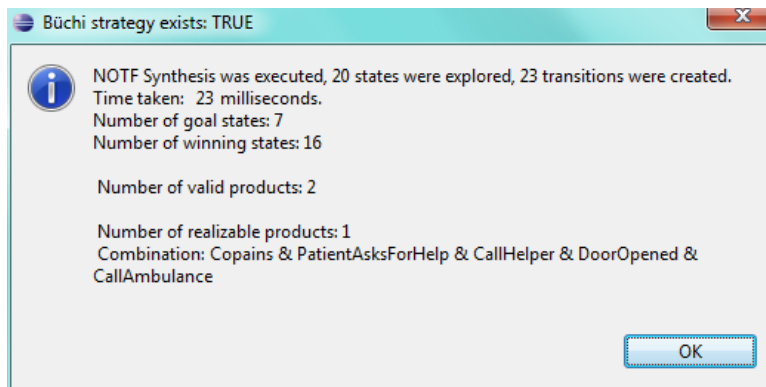 Büchi strategy exists: TRUE
NOTF Synthesis was executed, 20 states were explored, 23 transitions were created.
Time taken: 23 milliseconds.
Number of goal states: 7
Number of winning states: 16
Number of valid products: 2
Number of realizable products: 1
Combination: Copains & PatientAsksForHelp & CallHelper & DoorOpened &
CallAmbulance
OK